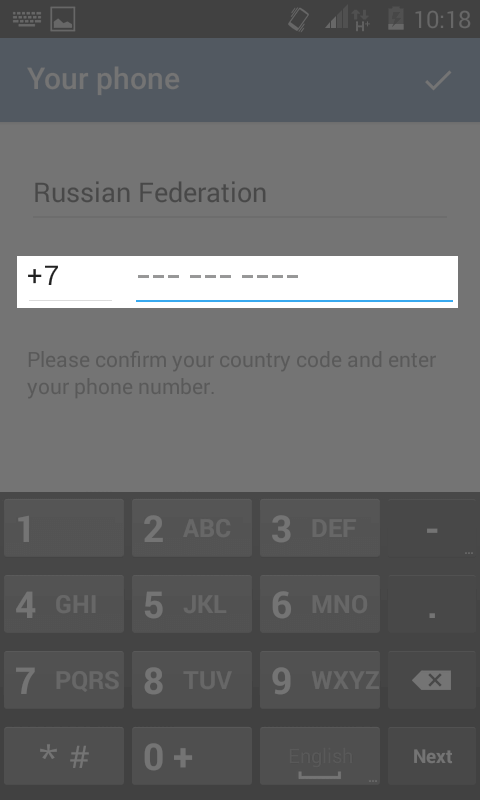 10:18
Your phone
Russian Federation
+7 --- --- ----
Please confirm your country code and enter
your phone number.
1 2 ABC 3 DEF -
4 GHI 5 JKL 6 MNO .
7 PQRS 8 TUV 9 WXYZ
* # 0 + English Next